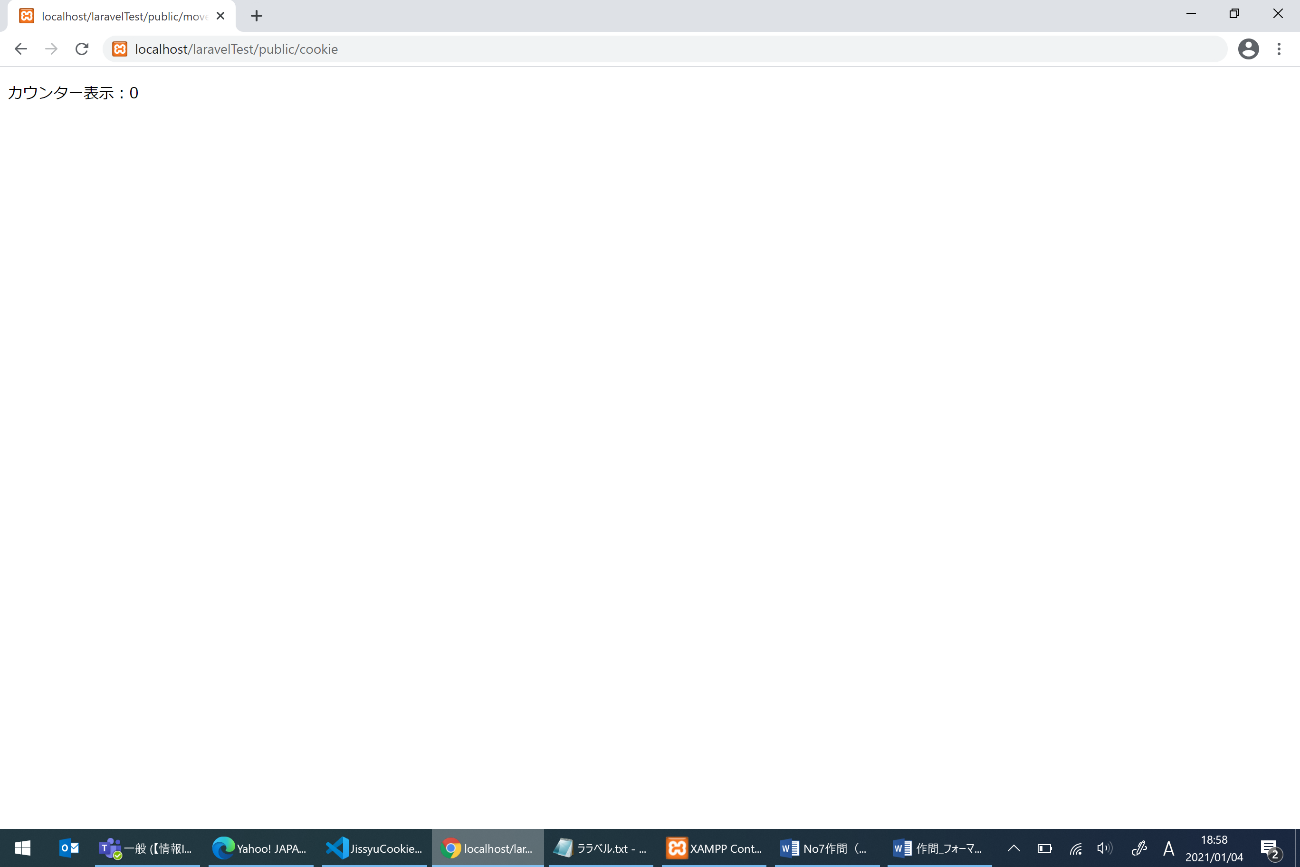 localhost/laravelTest/public/mov
localhost/laravelTest/public/cookie
カウンター表示：0
一般 (【情報I...
Yahoo! JAPA...
JissyuCookie...
localhost/lar...
ララベル.txt - ...
XAMPP Cont...
No7作問（...
作問_フォーマ...
A
18:58
2021/01/04
2